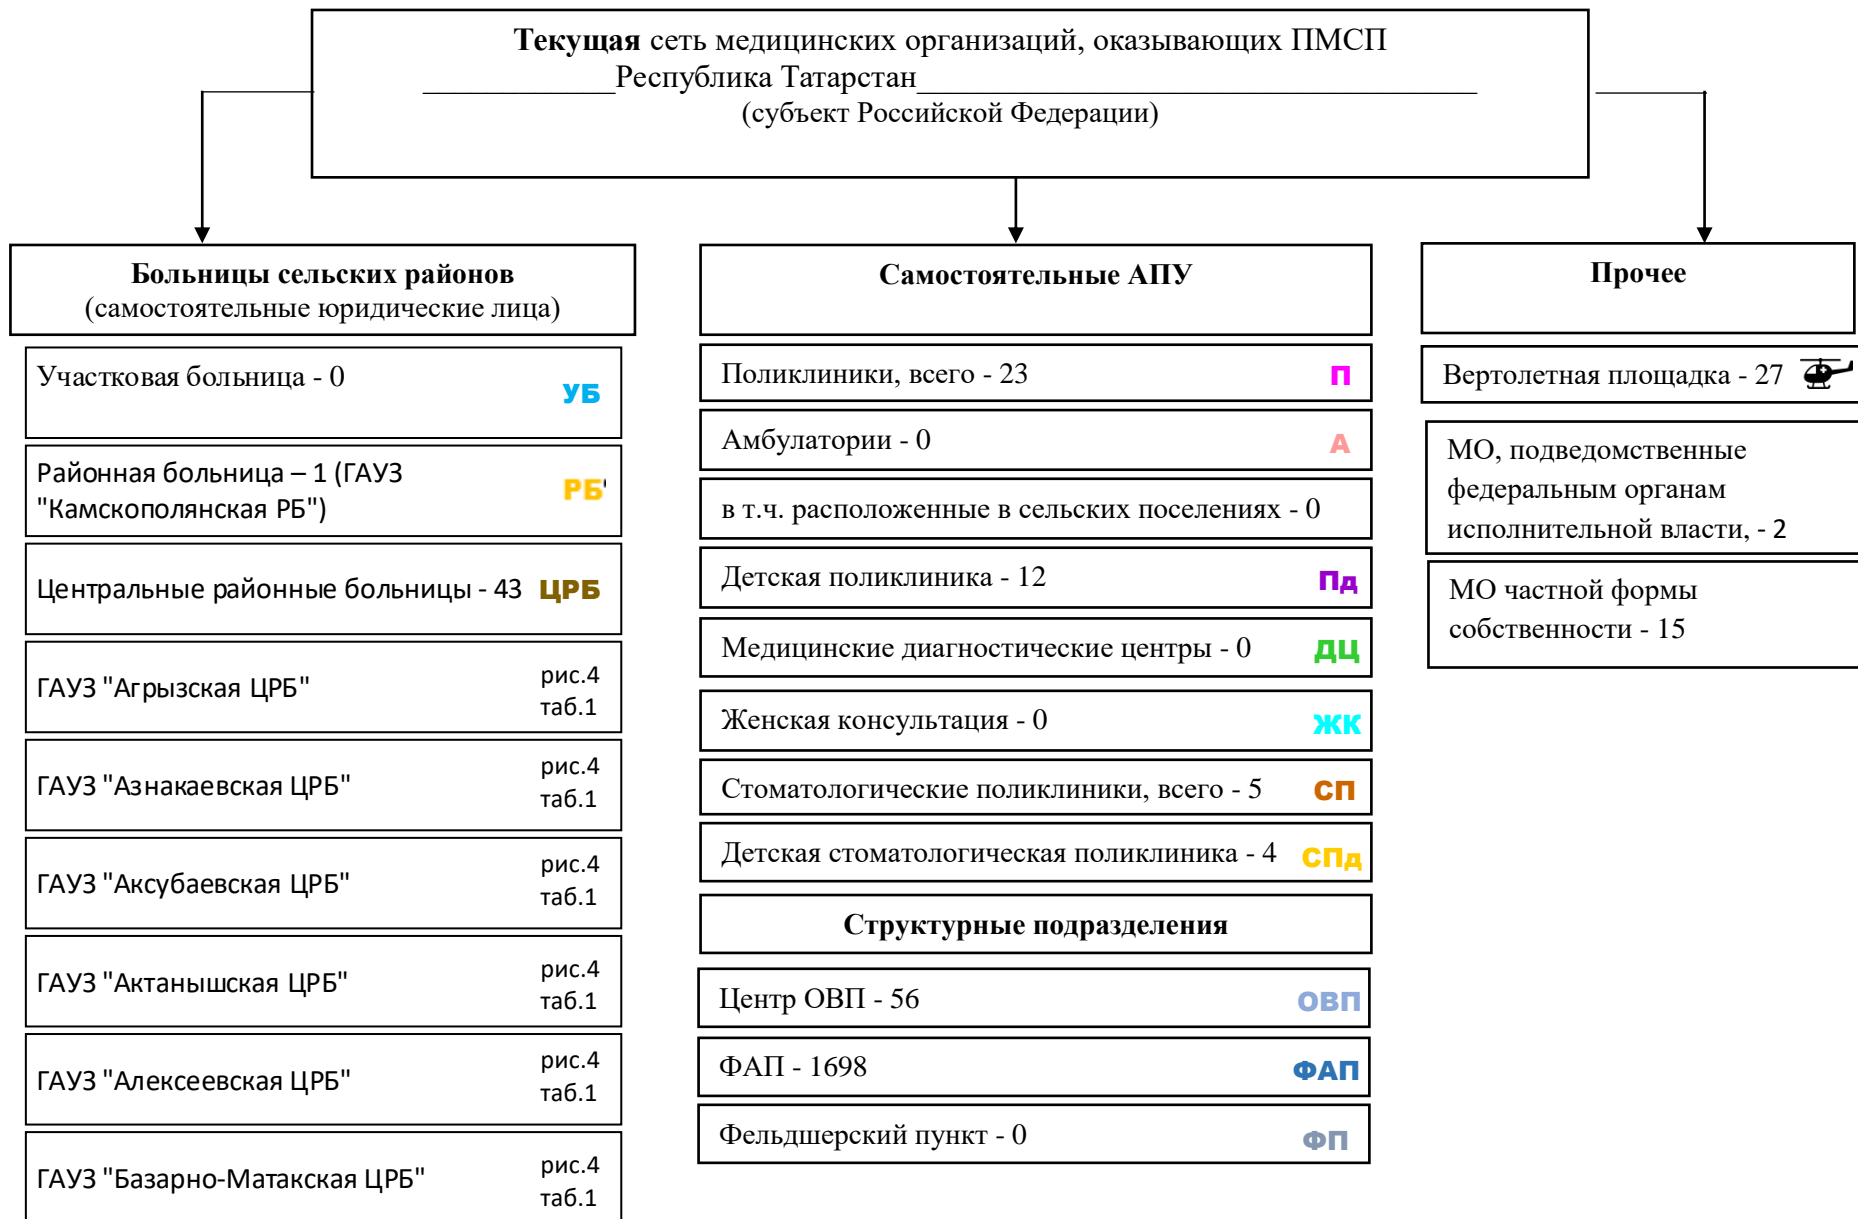 Текущая сеть медицинских организаций, оказывающих ПМСП
____________Республика Татарстан___________________________________
(субъект Российской Федерации)
Больницы сельских районов
(самостоятельные юридические лица)
Участковая больница - 0
УБ
Районная больница – 1 (ГАУЗ
"Камскополянская РБ")
РБ
Центральные районные больницы - 43
ЦРБ
ГАУЗ "Агрызская ЦРБ"
рис.4
таб.1
ГАУЗ "Азнакаевская ЦРБ"
рис.4
таб.1
ГАУЗ "Аксубаевская ЦРБ"
рис.4
таб.1
ГАУЗ "Актанышская ЦРБ"
рис.4
таб.1
ГАУЗ "Алексеевская ЦРБ"
рис.4
таб.1
ГАУЗ "Базарно-Матакская ЦРБ"
рис.4
таб.1
Самостоятельные АПУ
Поликлиники, всего - 23
П
Амбулатории - 0
А
в т.ч. расположенные в сельских поселениях - 0
Детская поликлиника - 12
Пд
Медицинские диагностические центры - 0
ДЦ
Женская консультация - 0
ЖК
Стоматологические поликлиники, всего - 5
СП
Детская стоматологическая поликлиника - 4
СПд
Структурные подразделения
Центр ОВП - 56
ОВП
ФАП - 1698
ФАП
Фельдшерский пункт - 0
ФП
Прочее
Вертолетная площадка - 27
МО, подведомственные
федеральным органам
исполнительной власти, - 2
МО частной формы
собственности - 15